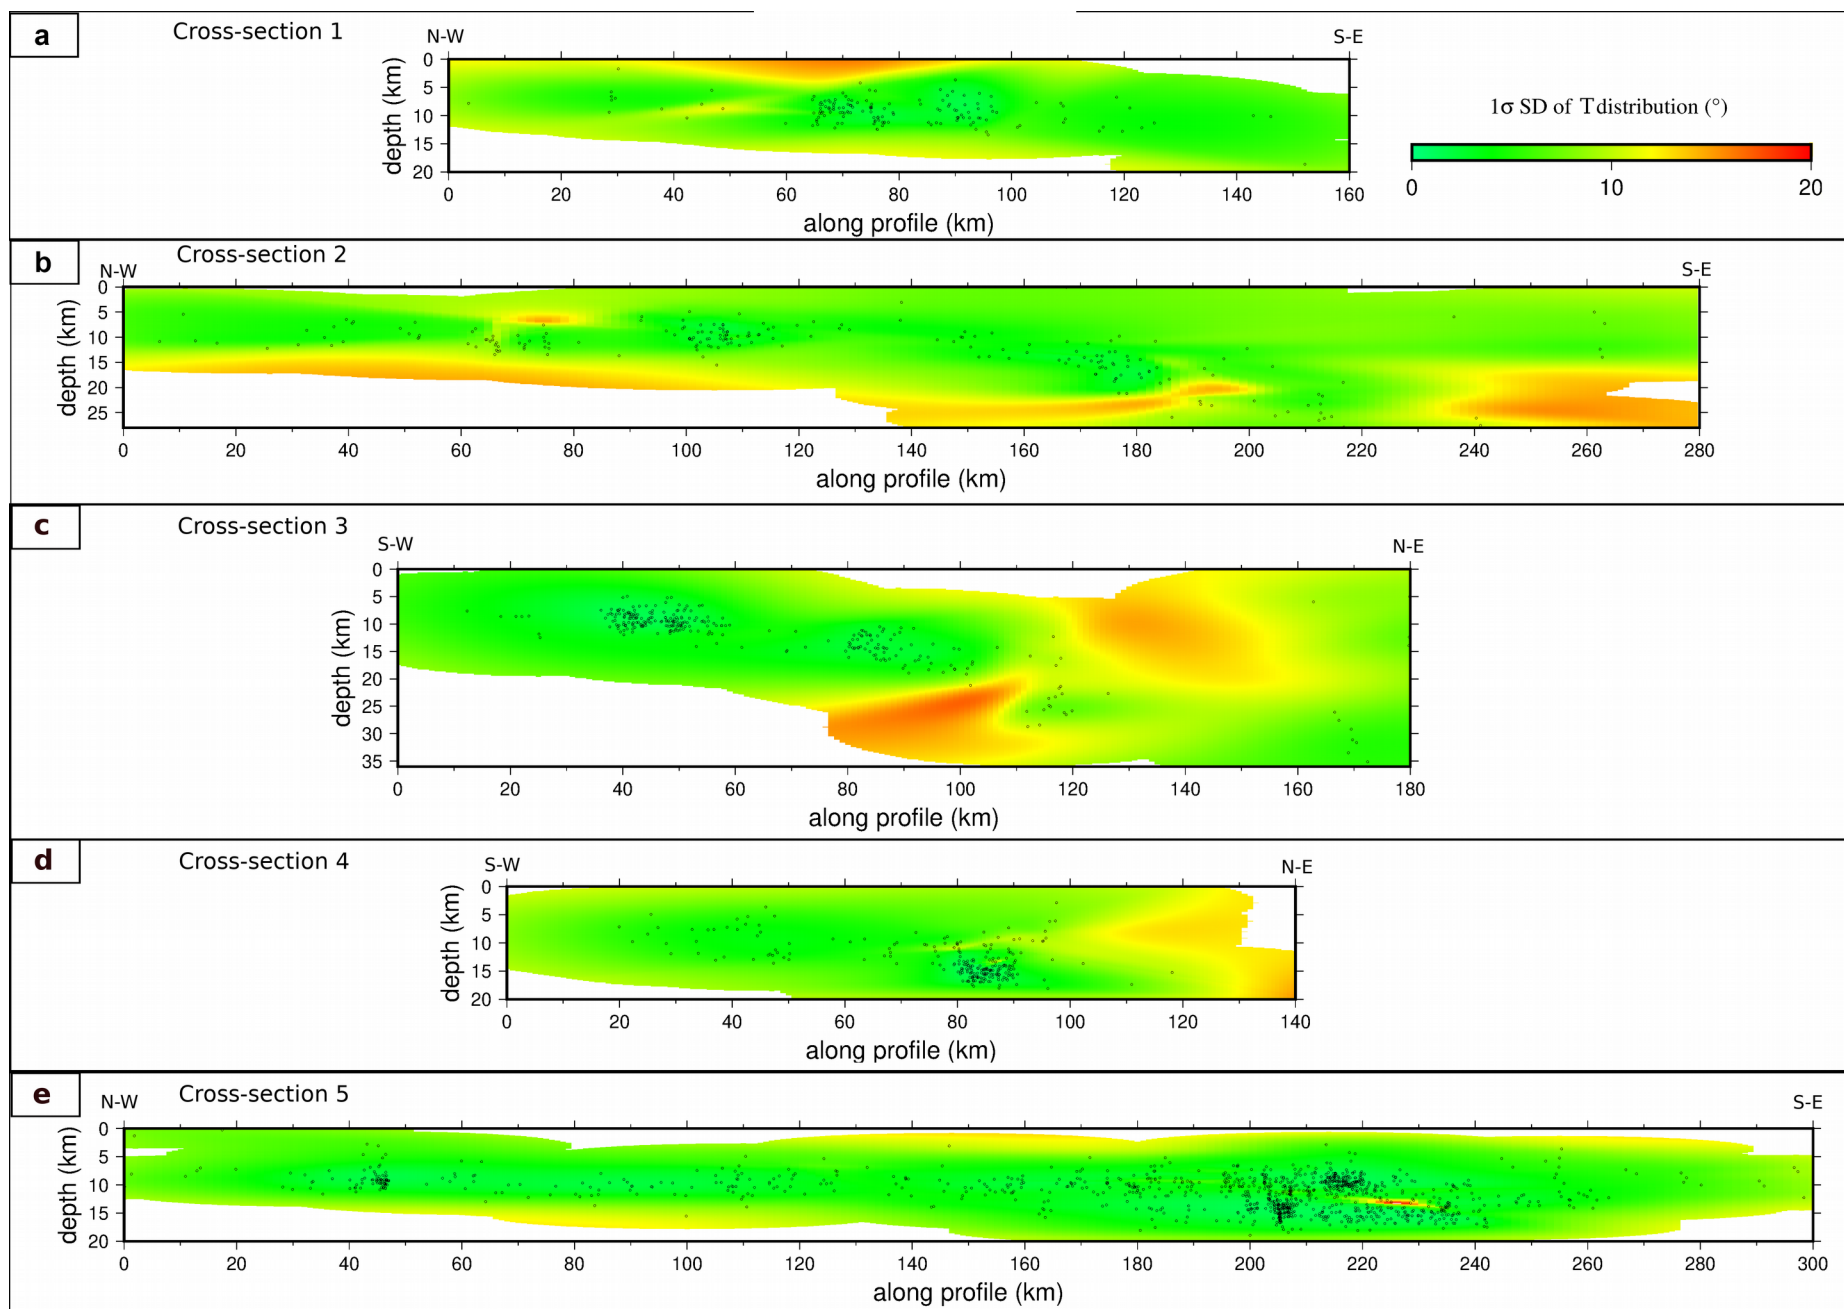 a
Cross-section 1
N-W
S-E
0
5
10
15
20
depth (km)
0 20 40 60 80 100 120 140 160
along profile (km)
1σ SD of T distribution (°)
0 10 20
b
Cross-section 2
N-W
S-E
0
5
10
15
20
25
depth (km)
0 20 40 60 80 100 120 140 160 180 200 220 240 260 280
along profile (km)
c
Cross-section 3
S-W
N-E
0
5
10
15
20
25
30
35
depth (km)
0 20 40 60 80 100 120 140 160 180
along profile (km)
d
Cross-section 4
S-W
N-E
0
5
10
15
20
depth (km)
0 20 40 60 80 100 120 140
along profile (km)
e
Cross-section 5
N-W
S-E
0
5
10
15
20
depth (km)
0 20 40 60 80 100 120 140 160 180 200 220 240 260 280 300
along profile (km)